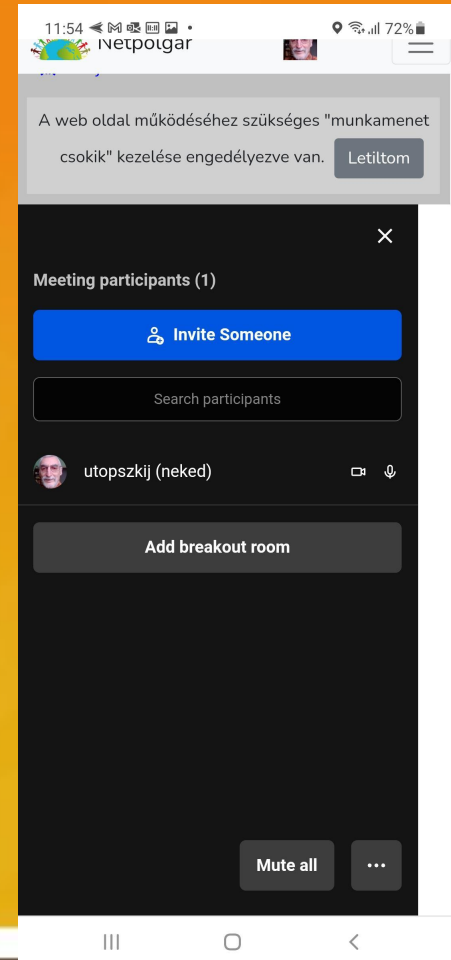 11:54
72%
Netpolgár
A web oldal működéséhez szükséges "munkamenet
csokik" kezelése engedélyezve van.
Letiltom
Meeting participants (1)
Invite Someone
Search participants
utopszkij (neked)
Add breakout room
Mute all